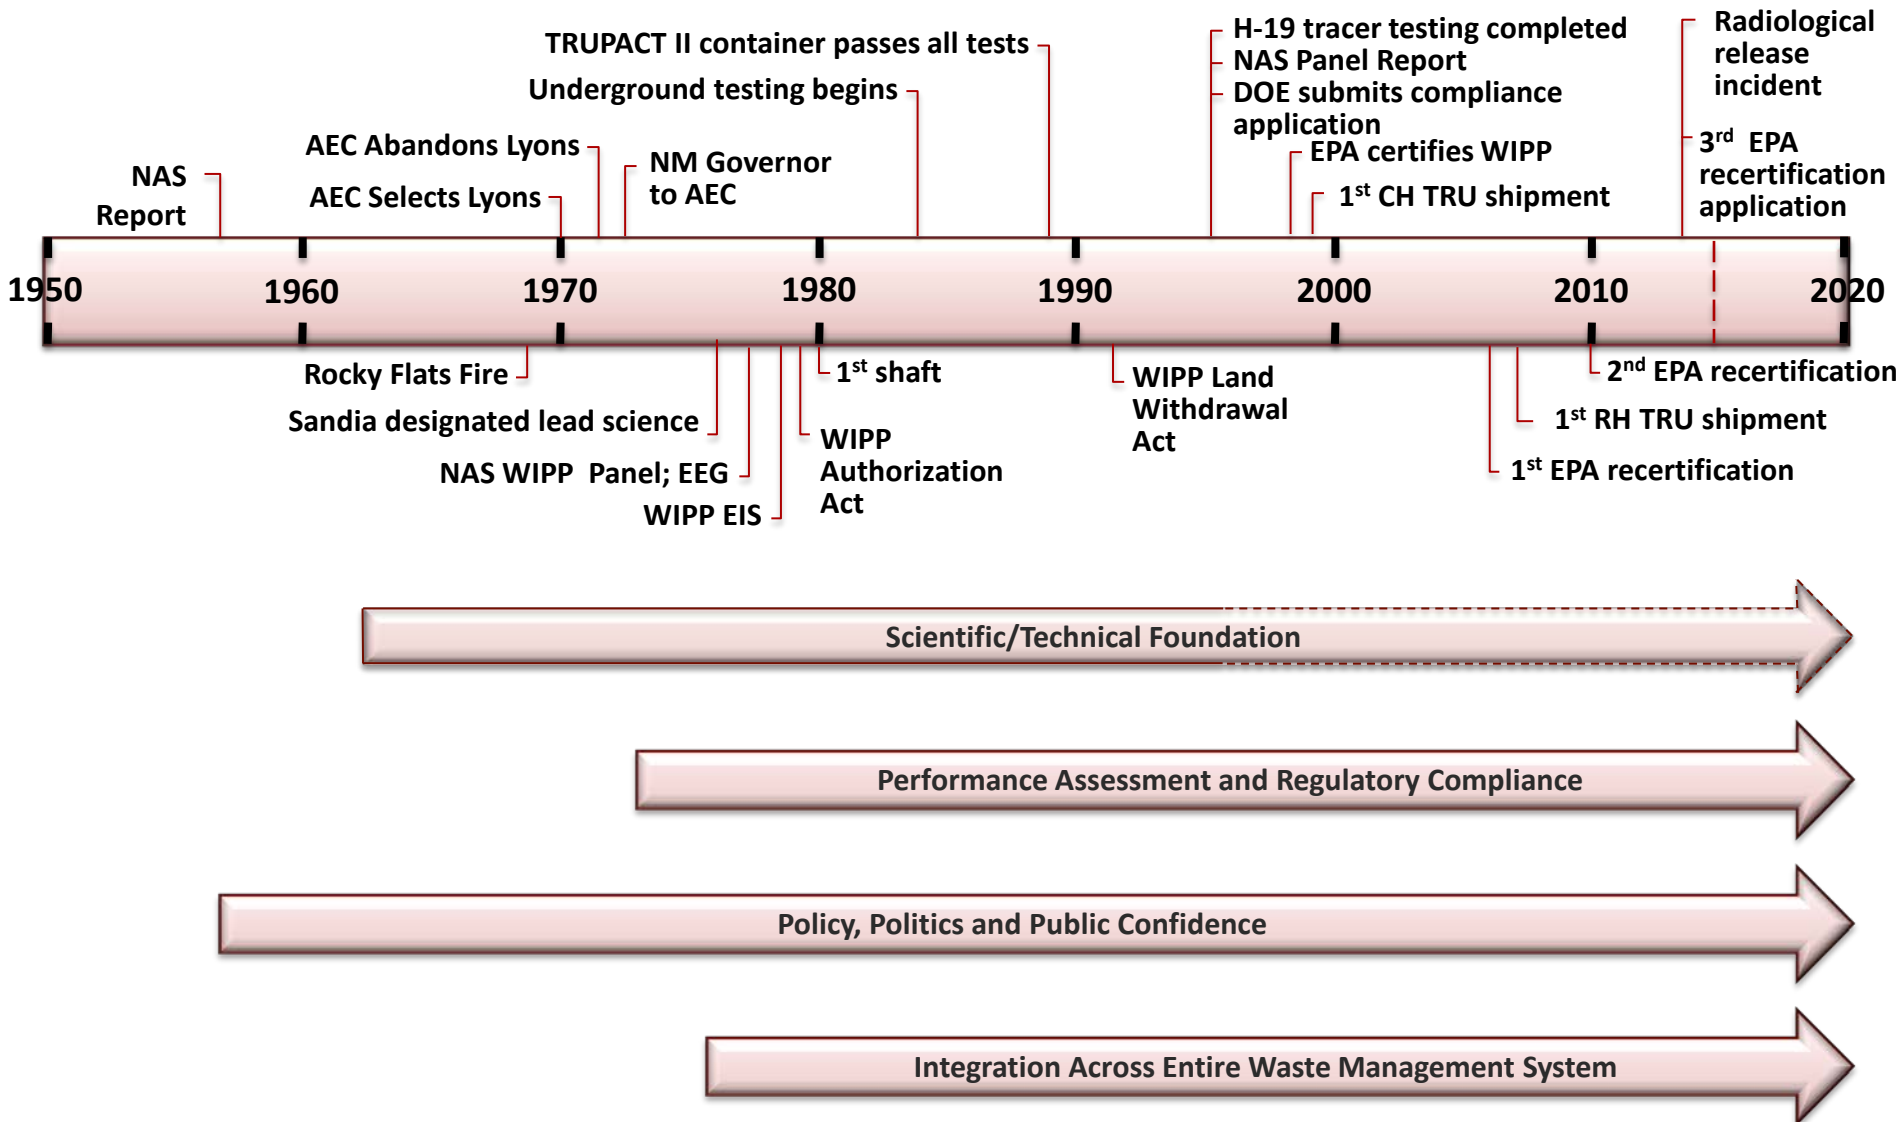 TRUPACT II container passes all tests
Underground testing begins
AEC Abandons Lyons
AEC Selects Lyons
NAS
Report
NM Governor
to AEC
H-19 tracer testing completed
NAS Panel Report
DOE submits compliance
application
EPA certifies WIPP
1st CH TRU shipment
Radiological
release
incident
3rd EPA
recertification
application
1950 1960 1970 1980 1990 2000 2010 2020
Rocky Flats Fire
Sandia designated lead science
NAS WIPP Panel; EEG
WIPP EIS
1st shaft
WIPP
Authorization
Act
WIPP Land
Withdrawal
Act
2nd EPA recertification
1st RH TRU shipment
1st EPA recertification
Scientific/Technical Foundation
Performance Assessment and Regulatory Compliance
Policy, Politics and Public Confidence
Integration Across Entire Waste Management System